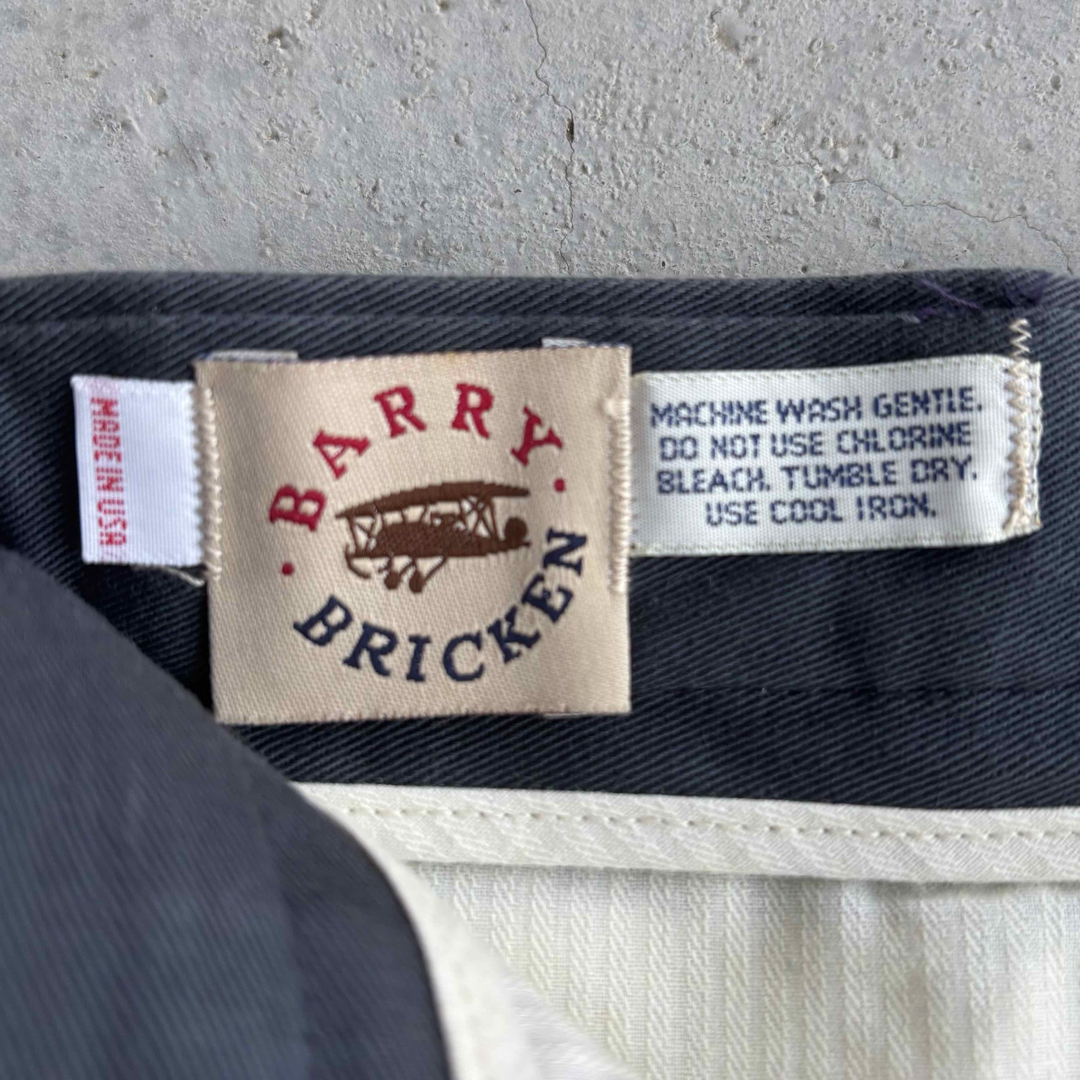 MADE IN USA
BARRY
BRICKEN
MACHINE WASH GENTLE.
DO NOT USE CHLORINE
BLEACH. TUMBLE DRY.
USE COOL IRON.